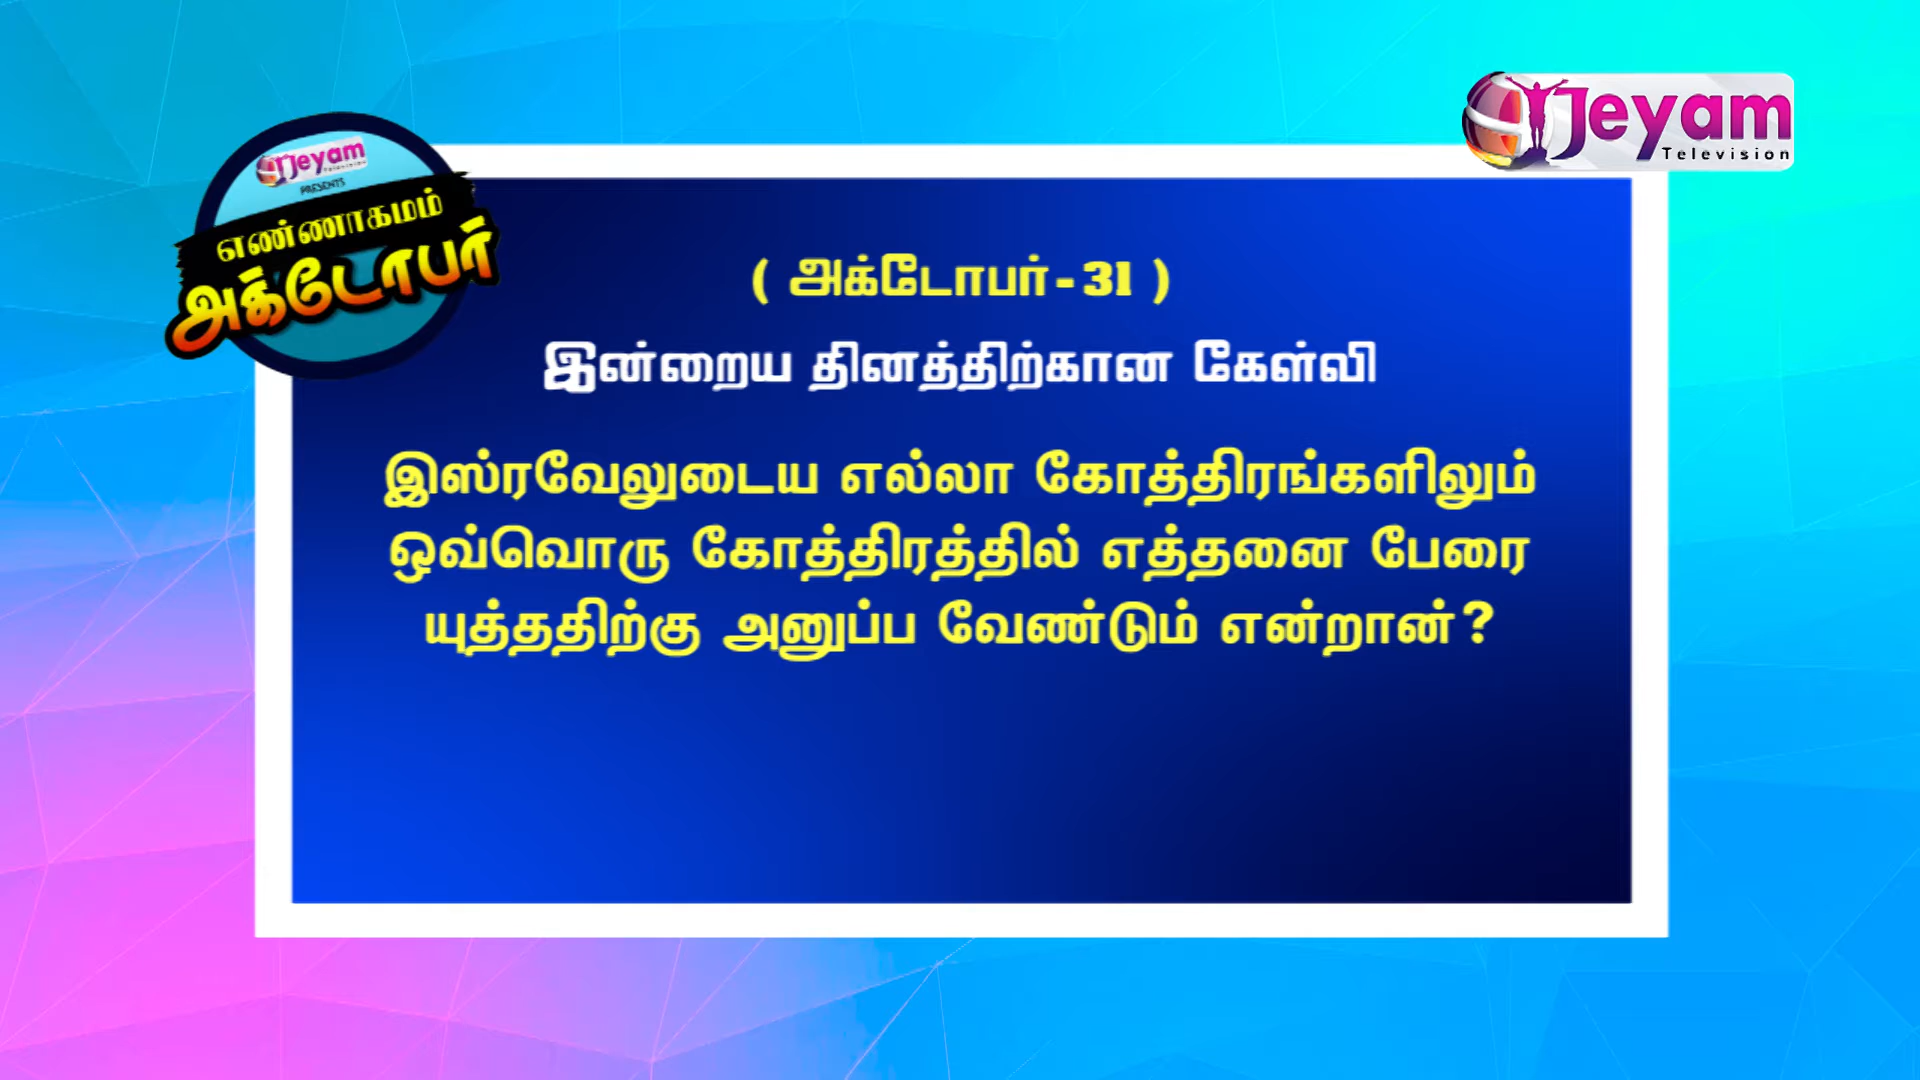 Jeyam
Television
Jeyam
Television
PRESENTS
எண்ணாகமம்
அக்டோபர்
( அக்டோபர் - 31 )
இன்றைய தினத்திற்கான கேள்வி
இஸ்ரவேலுடைய எல்லா கோத்திரங்களிலும்
ஒவ்வொரு கோத்திரத்தில் எத்தனை பேரை
யுத்ததிற்கு அனுப்ப வேண்டும் என்றான்?